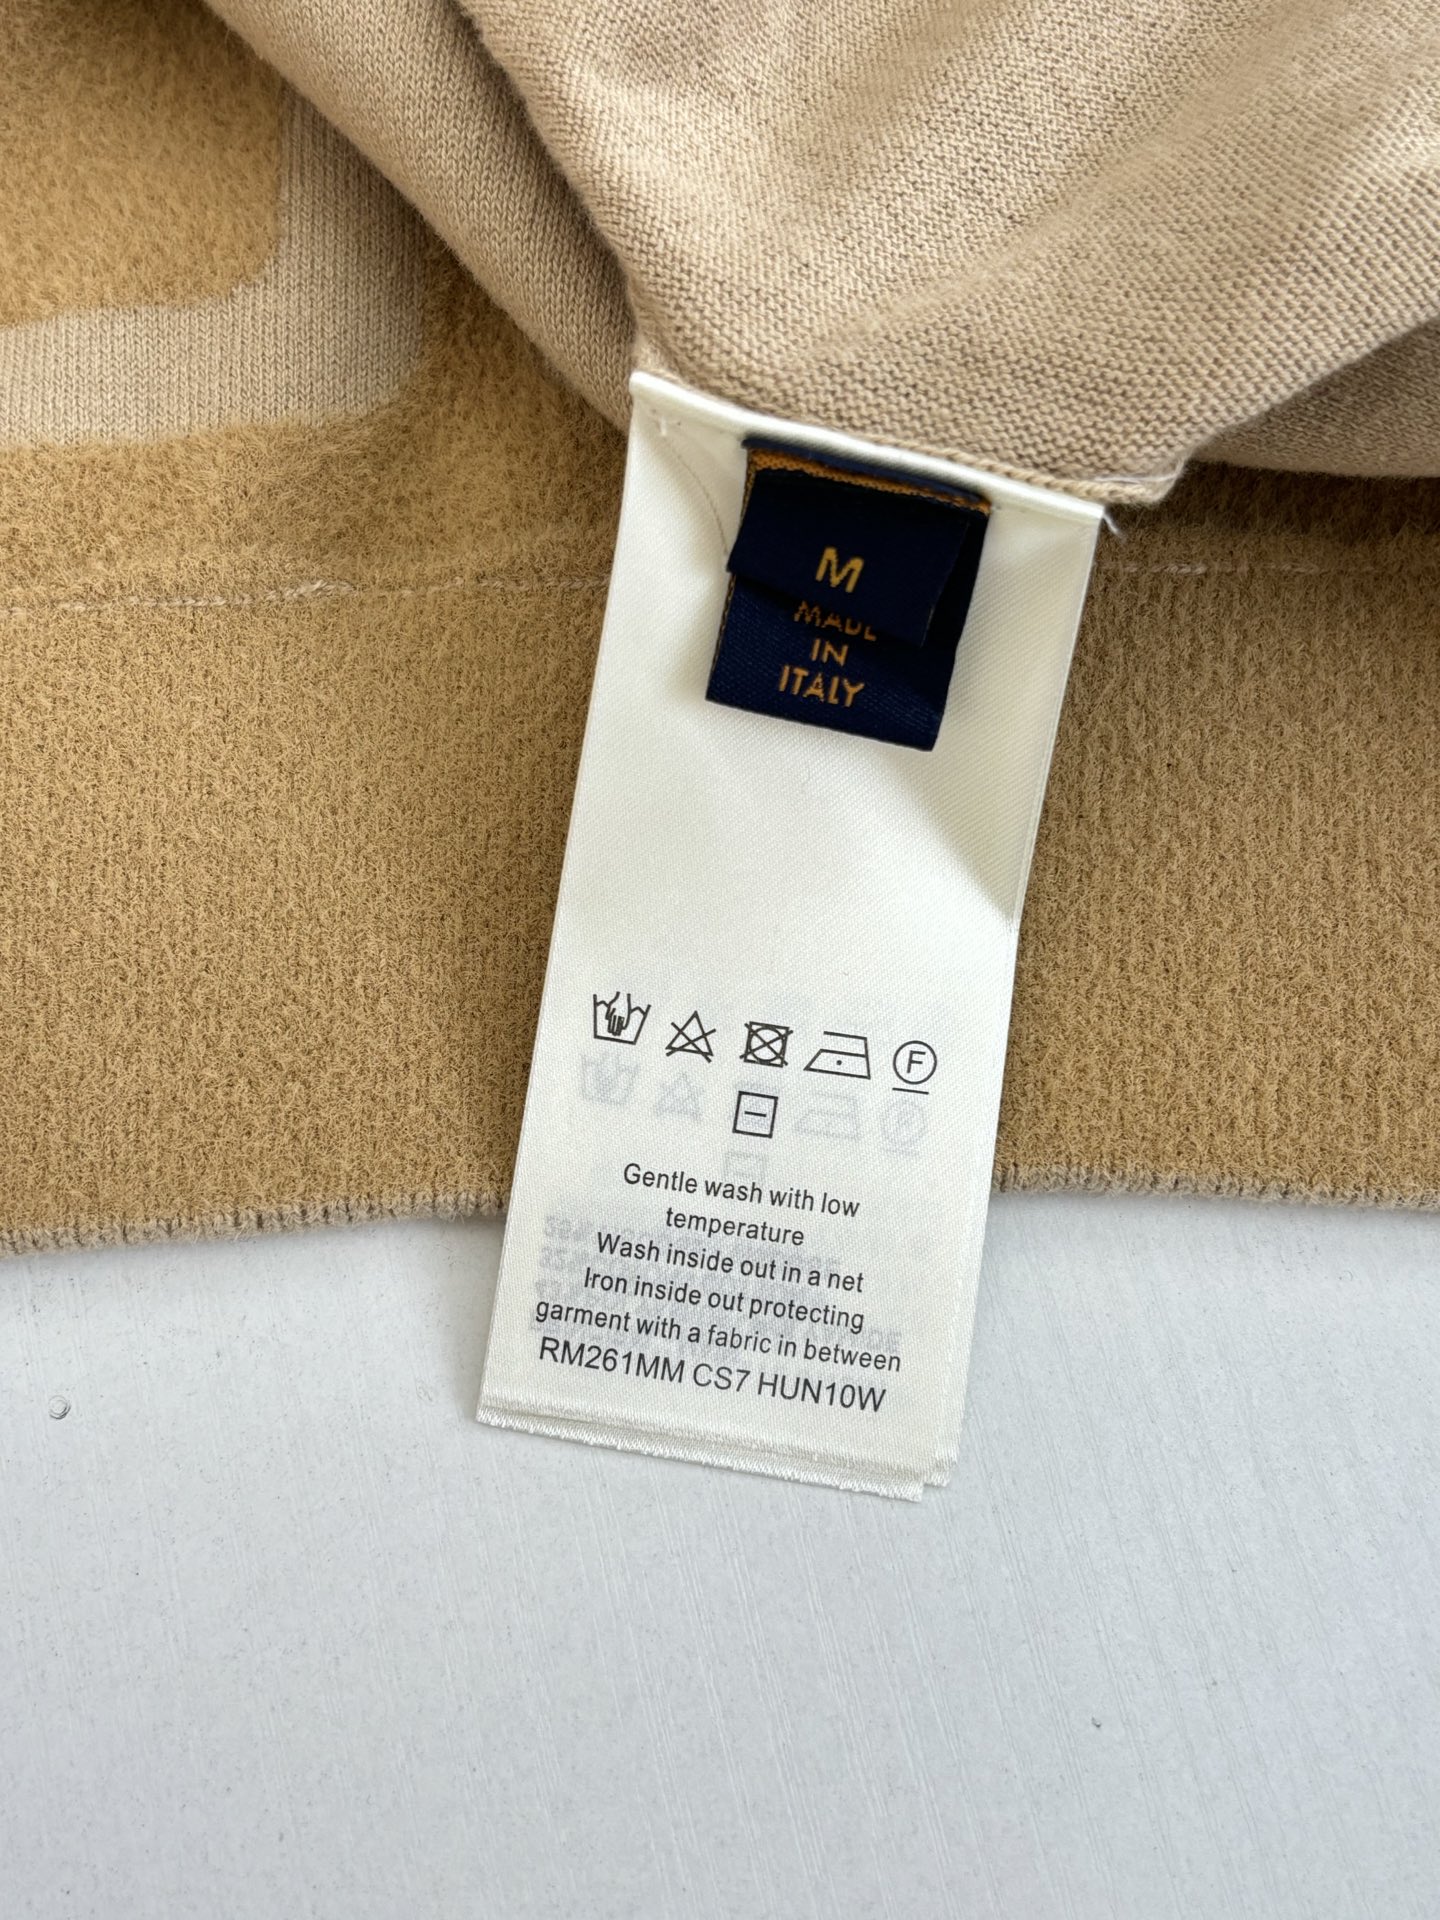 M
MADE
IN
ITALY
F
Gentle wash with low
temperature
Wash inside out in a net
Iron inside out protecting
garment with a fabric in between
RM261MM CS7 HUN10W